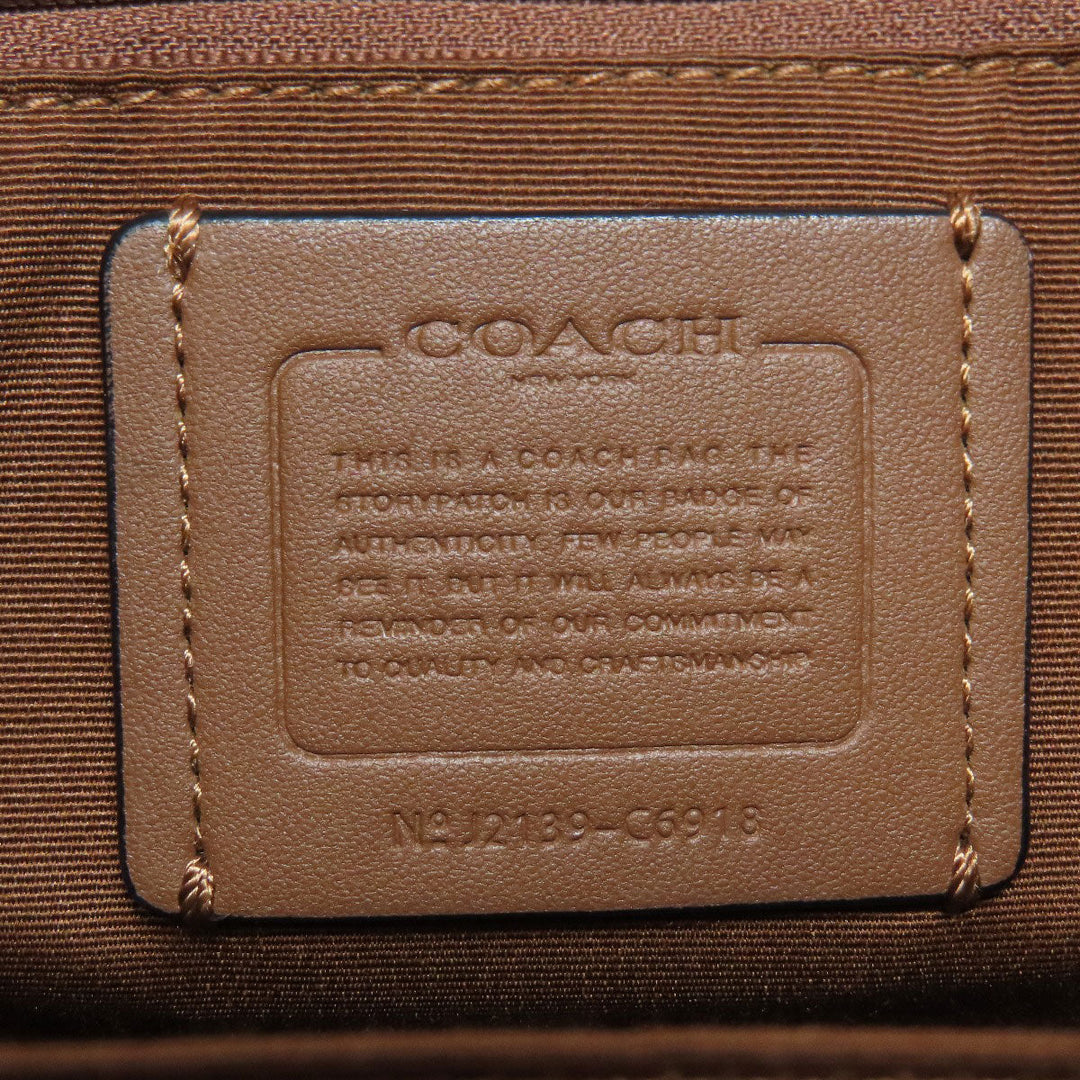 COACH
NEW YORK
THIS IS A COACH BAG. THE
STORYPATCH IS OUR BADGE OF
AUTHENTICITY. FEW PEOPLE MAY
SEE IT, BUT IT WILL ALWAYS BE A
REMINDER OF OUR COMMITMENT
TO QUALITY AND CRAFTSMANSHIP.
Nº J2139-C6918